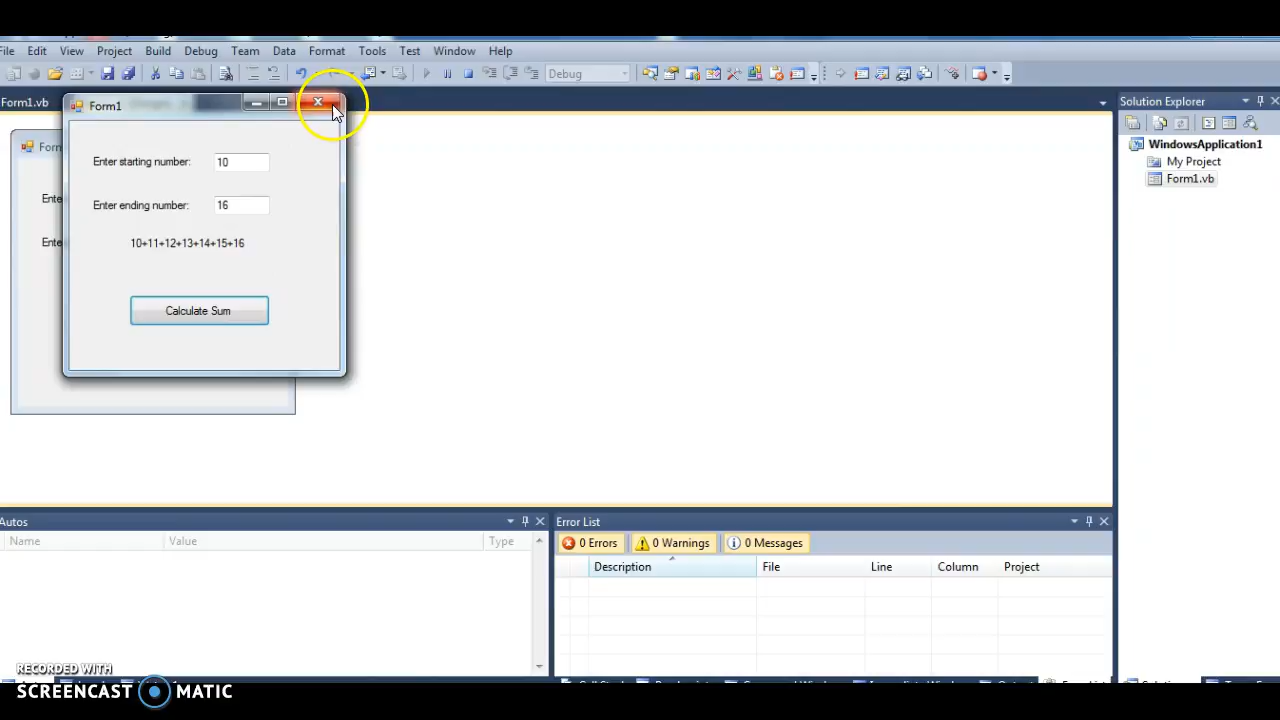 File Edit View Project Build Debug Team Data Format Tools Test Window Help
Debug
Form1.vb
Form1
Solution Explorer
WindowsApplication1
My Project
Form1.vb
Enter starting number: 10
Enter ending number: 16
10+11+12+13+14+15+16
Calculate Sum
Autos
Name Value Type
Error List
0 Errors 0 Warnings 0 Messages
Description File Line Column Project
RECORDED WITH
SCREENCAST MATIC